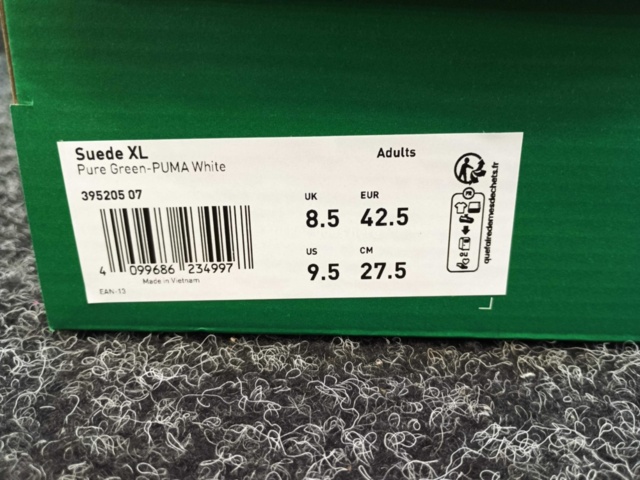 Suede XL
Adults
Pure Green-PUMA White
395205 07
UK EUR
8.5 42.5
US CM
9.5 27.5
4 099686 234997
Made in Vietnam
EAN-13
FR
quefairedemesdechets.fr